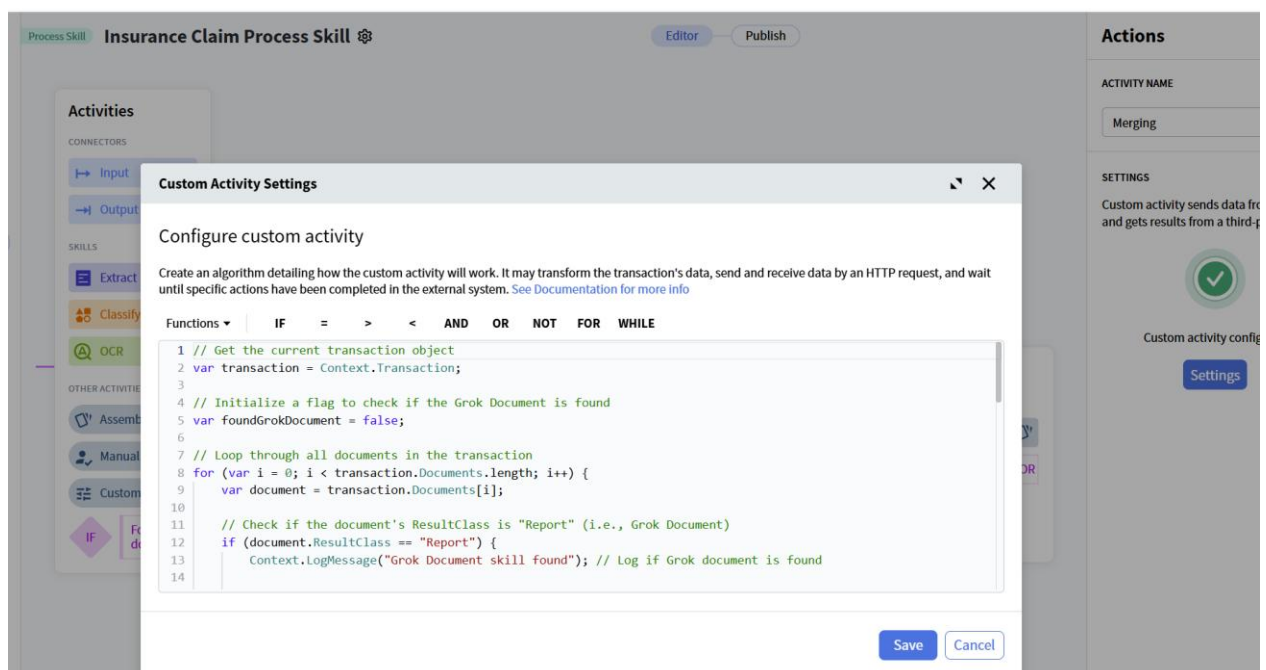 Process Skill Insurance Claim Process Skill
Editor Publish
Actions
ACTIVITY NAME
Merging
SETTINGS
Custom activity sends data
and gets results from a
Custom activity
Settings
Activities
CONNECTORS
Input
Output
SKILLS
Extract
Classify
OCR
OTHER
Manual
Custom
IF
OR
Custom Activity Settings
Configure custom activity
Create an algorithm detailing how the custom activity will work. It may transform the transaction's data, send and receive data by an HTTP request, and wait
until specific actions have been completed in the external system. See Documentation for more info
Functions IF = > < AND OR NOT FOR WHILE
1 // Get the current transaction object
2 var transaction = Context.Transaction;
3
4 // Initialize a flag to check if the Grok Document is found
5 var foundGrokDocument = false;
6
7 // Loop through all documents in the transaction
8 for (var i = 0; i < transaction.Documents.length; i++) {
9 var document = transaction.Documents[i];
10
11 // Check if the document's ResultClass is "Report" (i.e., Grok Document)
12 if (document.ResultClass == "Report") {
13 Context.LogMessage("Grok Document skill found"); // Log if Grok document is found
14
Save Cancel